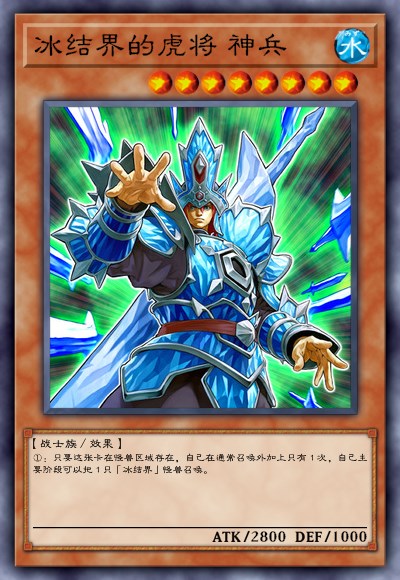 冰结界的虎将 神兵
水
【战士族／效果】
①：只要这张卡在怪兽区域存在，自己在通常召唤外加上只有1次，自己主
要阶段可以把1只「冰结界」怪兽召唤。
ATK/2800 DEF/1000